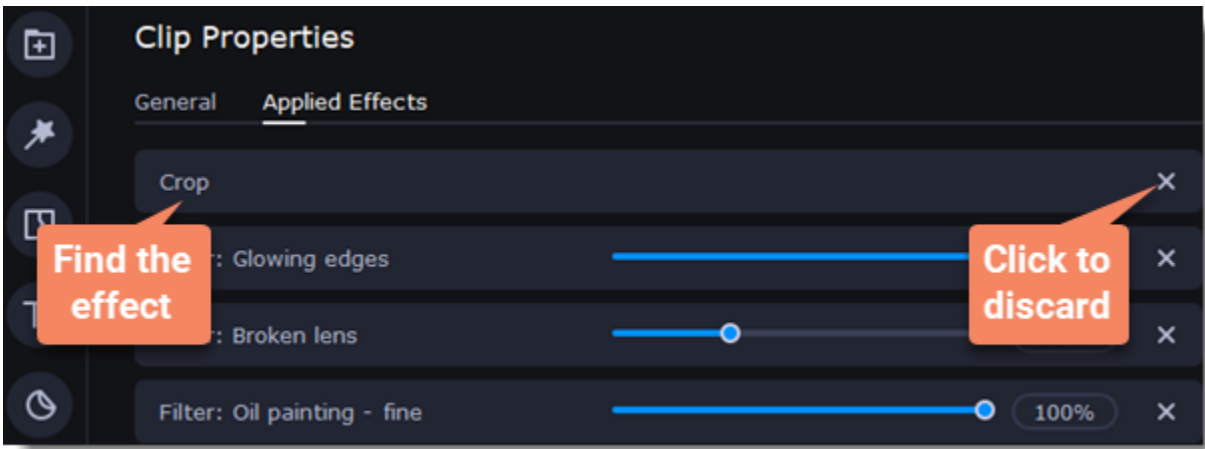 Clip Properties
General Applied Effects
Crop
Find the
effect
Click to
discard
: Glowing edges
: Broken lens
Filter: Oil painting - fine 100%